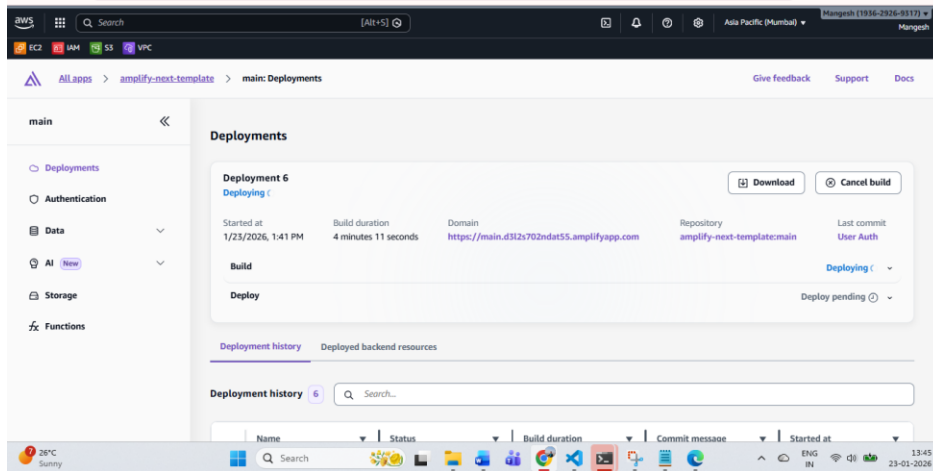 aws Search [Alt+S] Asia Pacific (Mumbai) Mangesh (1936-2926-9317)
Mangesh
EC2 IAM S3 VPC
All apps > amplify-next-template > main: Deployments Give feedback Support Docs
main
Deployments
Authentication
Data
AI New
Storage
Functions
Deployments
Deployment 6
Deploying
Download Cancel build
Started at Build duration Domain Repository Last commit
1/23/2026, 1:41 PM 4 minutes 11 seconds https://main.d3l2s702ndat55.amplifyapp.com amplify-next-template:main User Auth
Build Deploying
Deploy Deploy pending
Deployment history Deployed backend resources
Deployment history 6 Search...
Name Status Build duration Commit message Started at
7 26°C
Sunny
Search
ENG
IN
13:45
23-01-2026